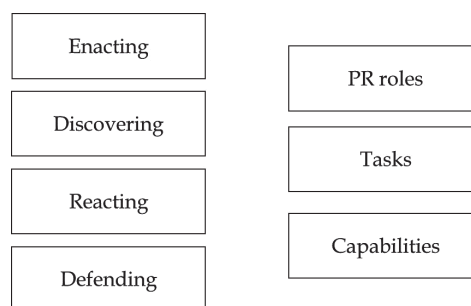 Enacting
Discovering
Reacting
Defending
PR roles
Tasks
Capabilities